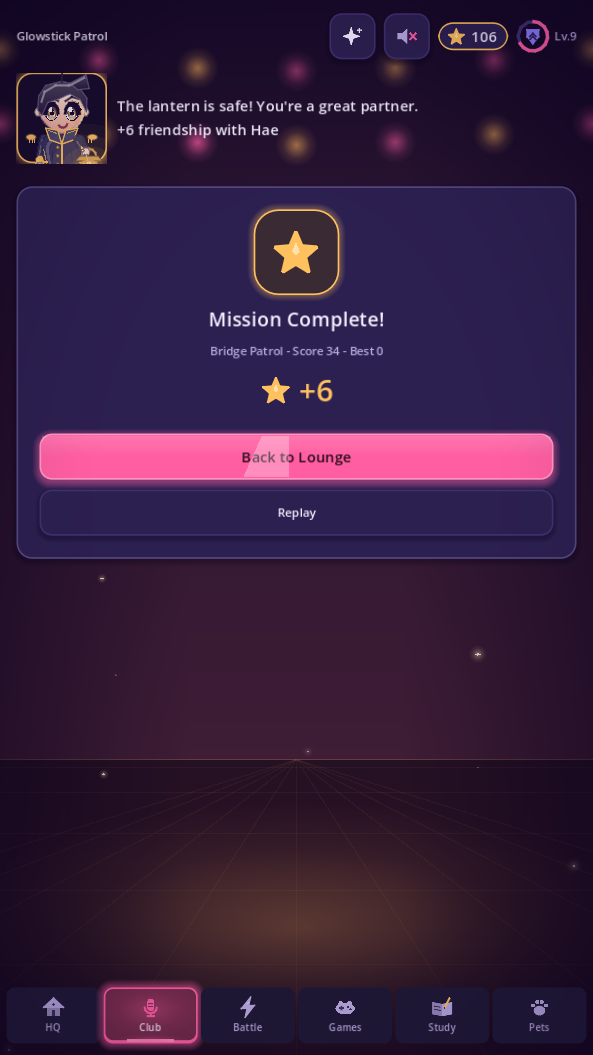 Glowstick Patrol
106
Lv.9
The lantern is safe! You're a great partner.
+6 friendship with Hae
Mission Complete!
Bridge Patrol - Score 34 - Best 0
+6
Back to Lounge
Replay
HQ
Club
Battle
Games
Study
Pets